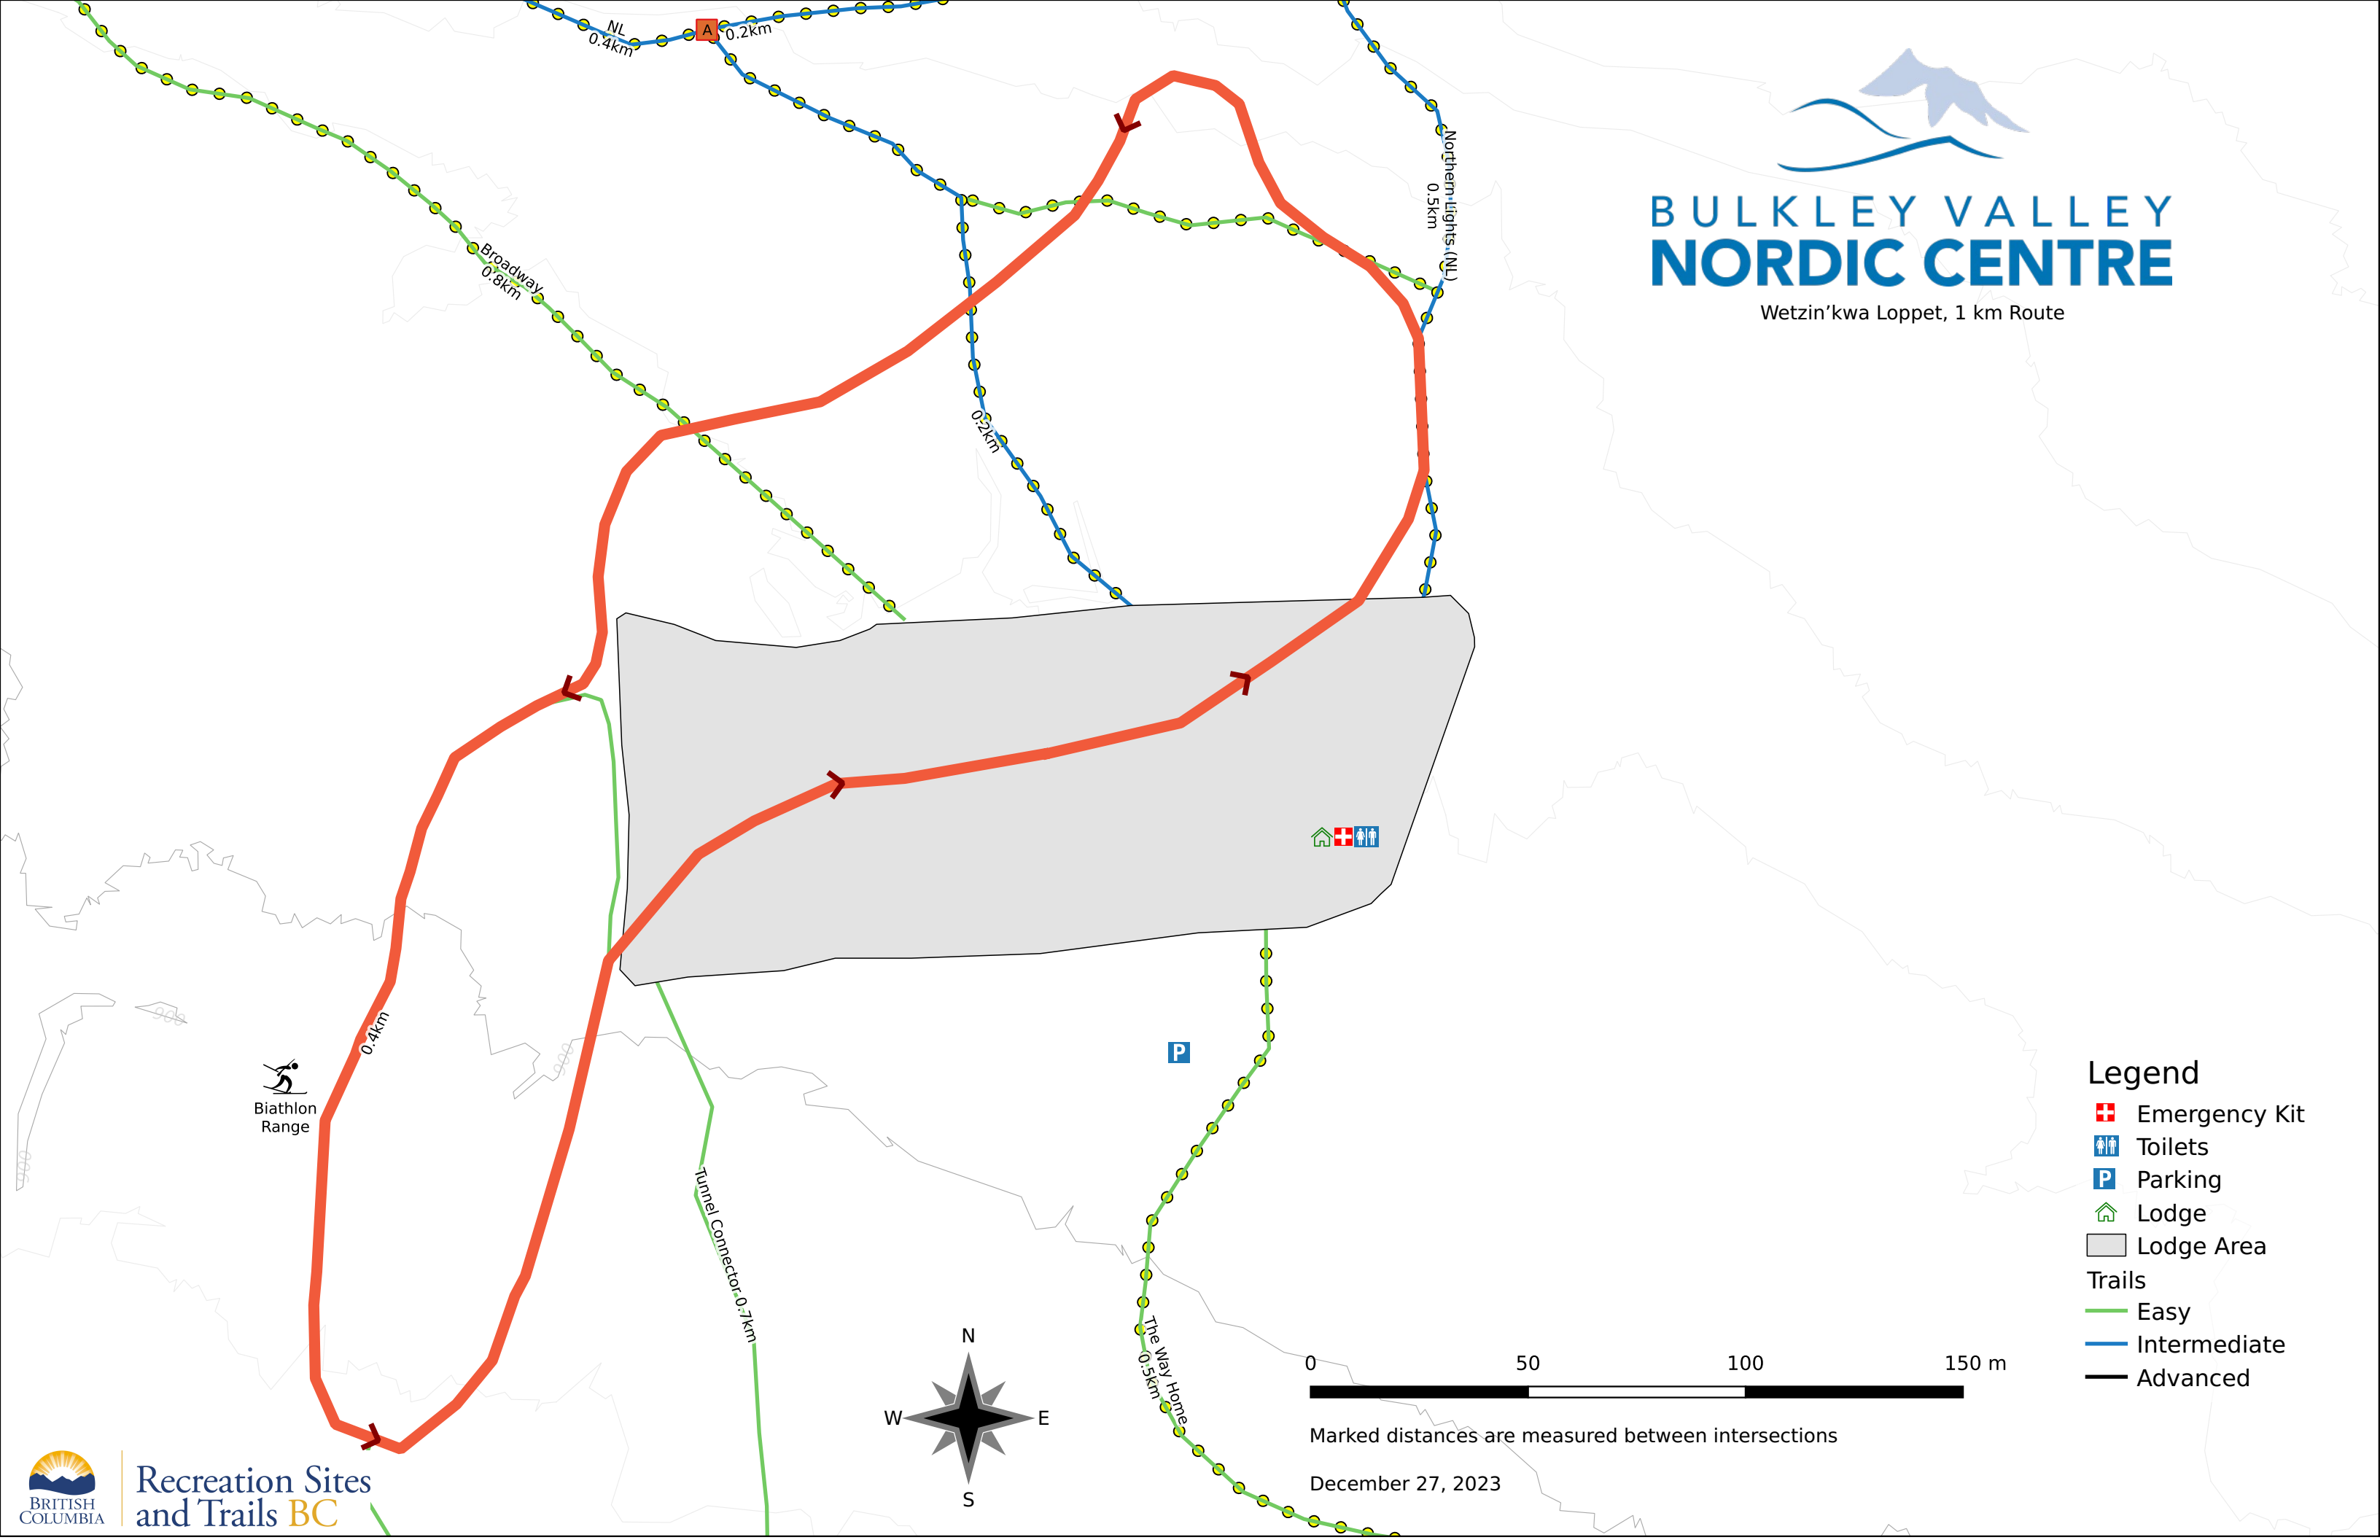 NL
0.4km
A
0.2km
Northern Lights (NL)
0.5km
BULKLEY VALLEY
NORDIC CENTRE
Wetzin’kwa Loppet, 1 km Route
Broadway
0.8km
0.2km
900
900
900
0.4km
Biathlon
Range
P
Tunnel Connector 0.7km
The Way Home
0.5km
N
W
E
S
Legend
Emergency Kit
Toilets
P
Parking
Lodge
Lodge Area
Trails
Easy
Intermediate
Advanced
0
50
100
150 m
Marked distances are measured between intersections
December 27, 2023
BRITISH
COLUMBIA
Recreation Sites
and Trails BC